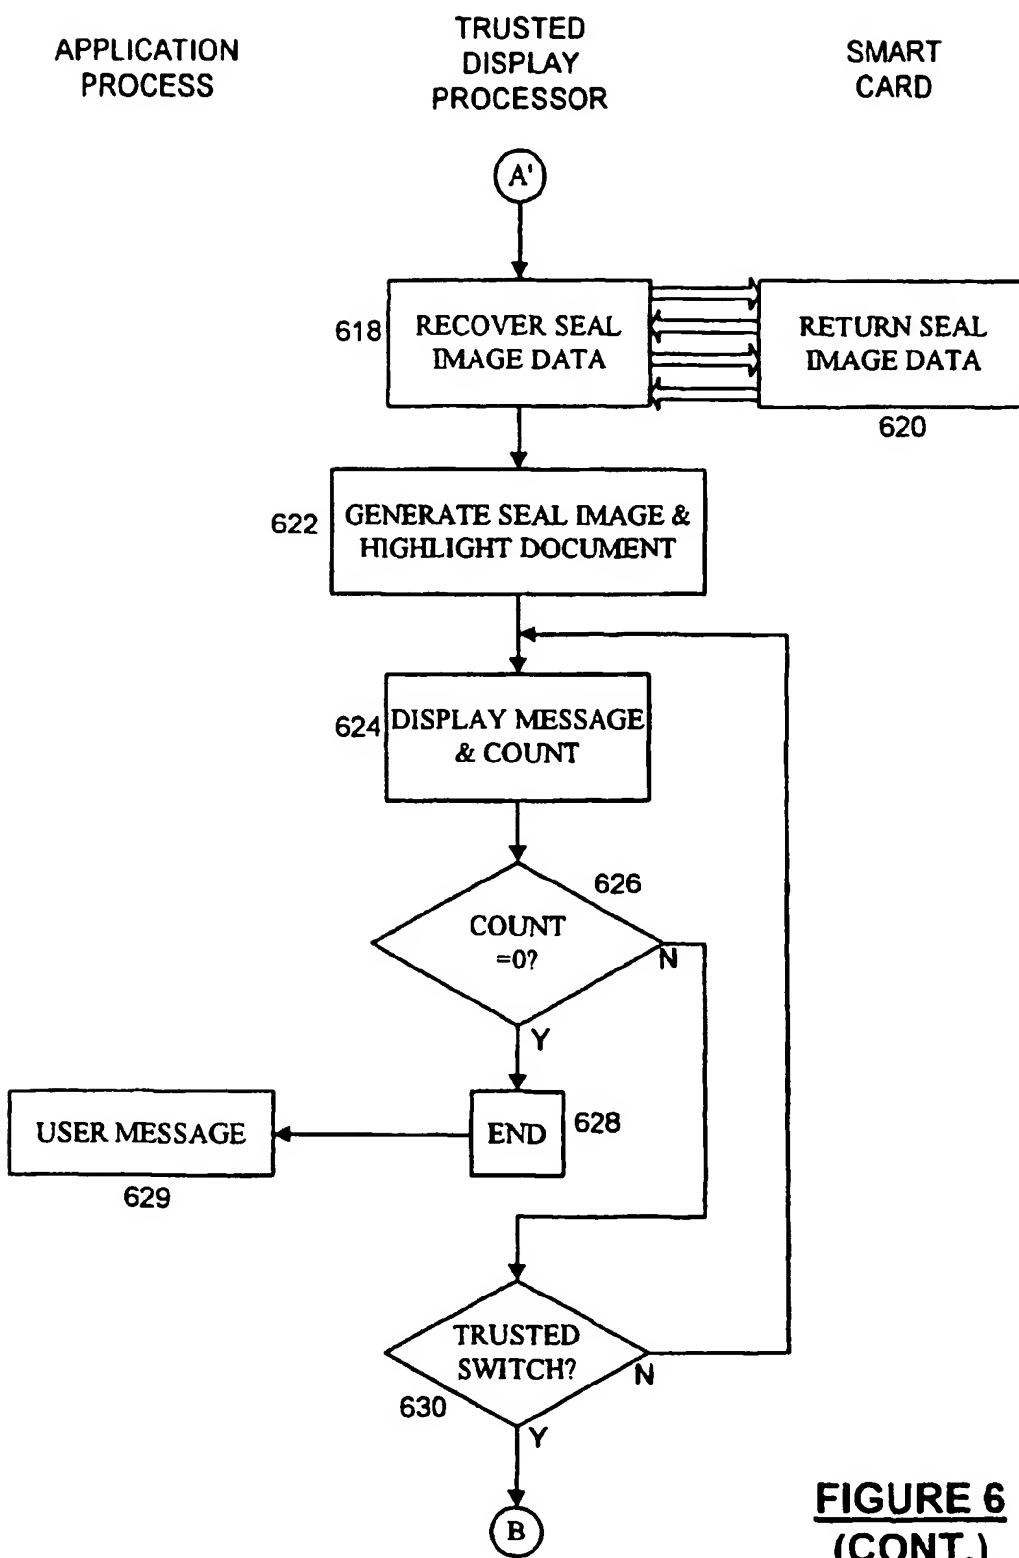 APPLICATION
PROCESS
TRUSTED
DISPLAY
PROCESSOR
SMART
CARD
A'
618
RECOVER SEAL
IMAGE DATA
RETURN SEAL
IMAGE DATA
620
622
GENERATE SEAL IMAGE &
HIGHLIGHT DOCUMENT
624
DISPLAY MESSAGE
& COUNT
626
COUNT
=0?
N
Y
USER MESSAGE
629
END
628
TRUSTED
SWITCH?
N
630
Y
B
FIGURE 6
(CONT.)